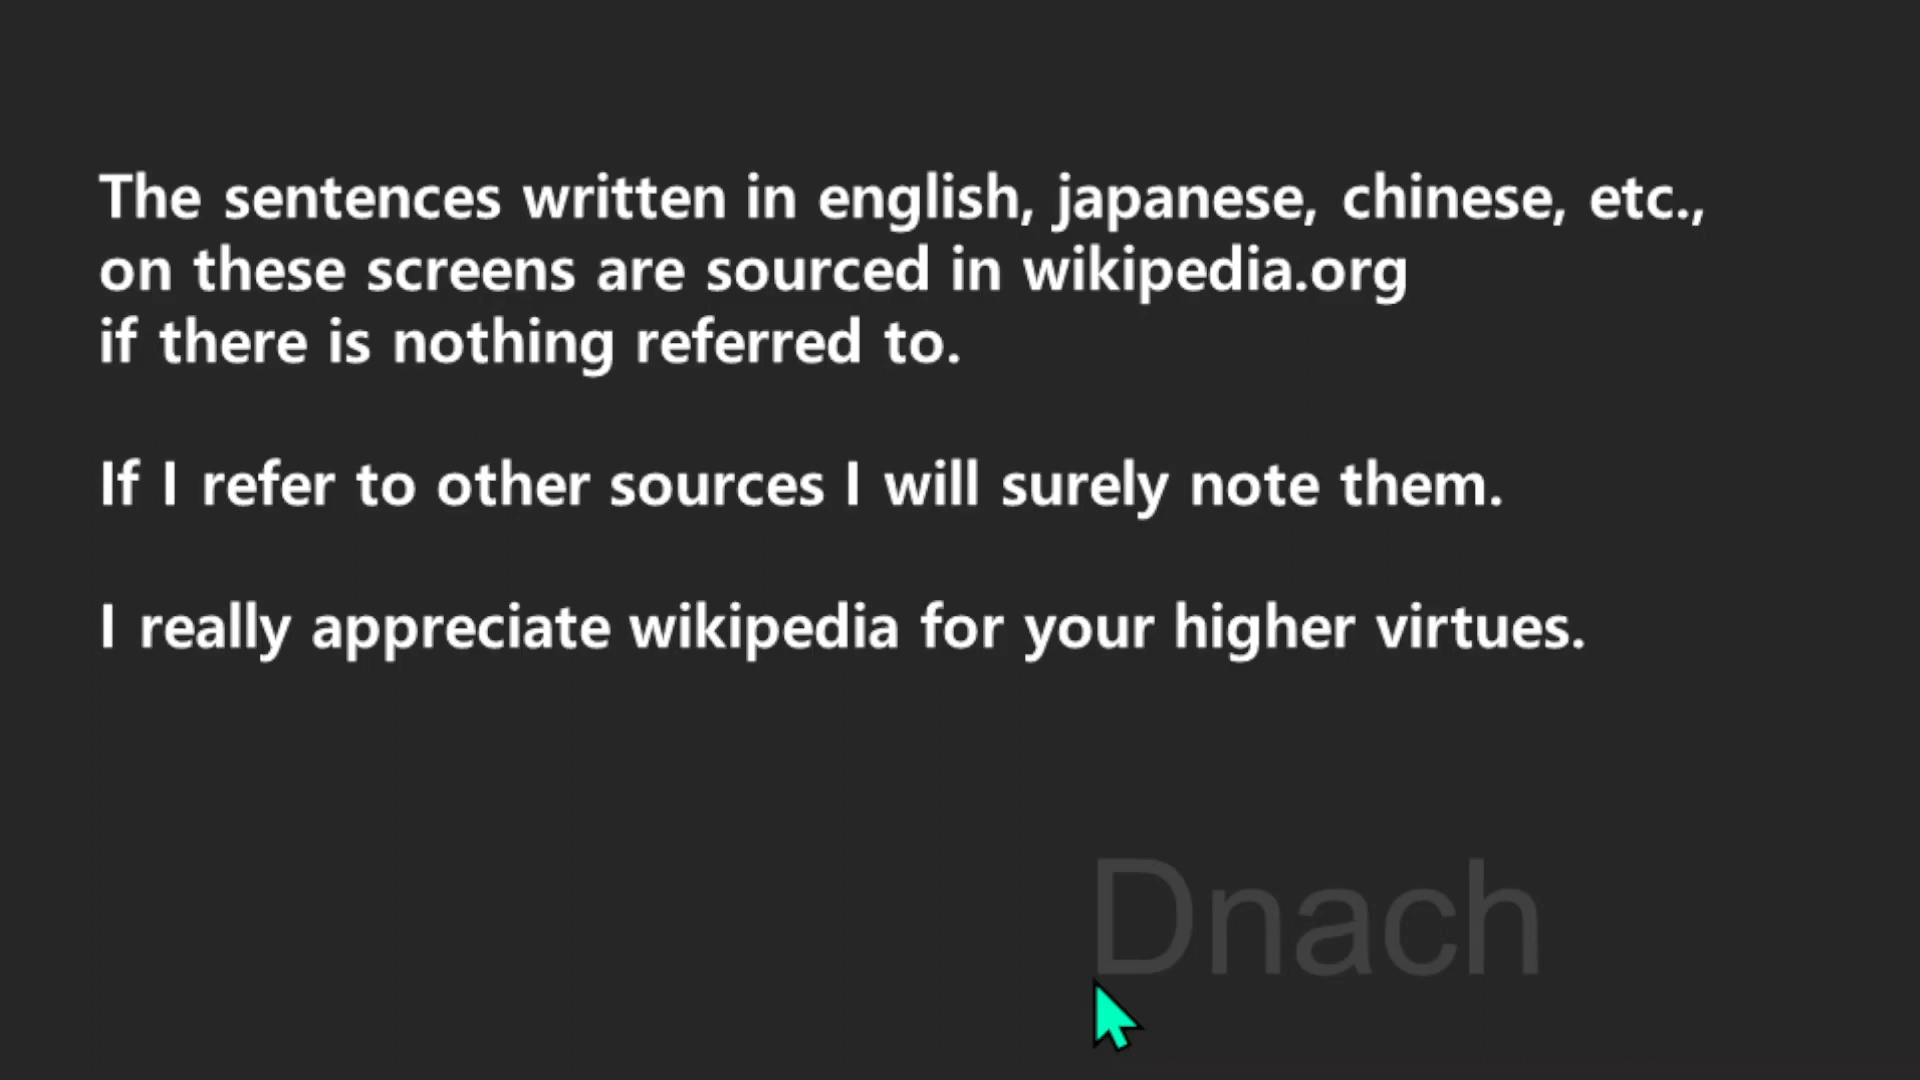 The sentences written in english, japanese, chinese, etc.,
on these screens are sourced in wikipedia.org
if there is nothing referred to.
If I refer to other sources I will surely note them.
I really appreciate wikipedia for your higher virtues.
Dnach